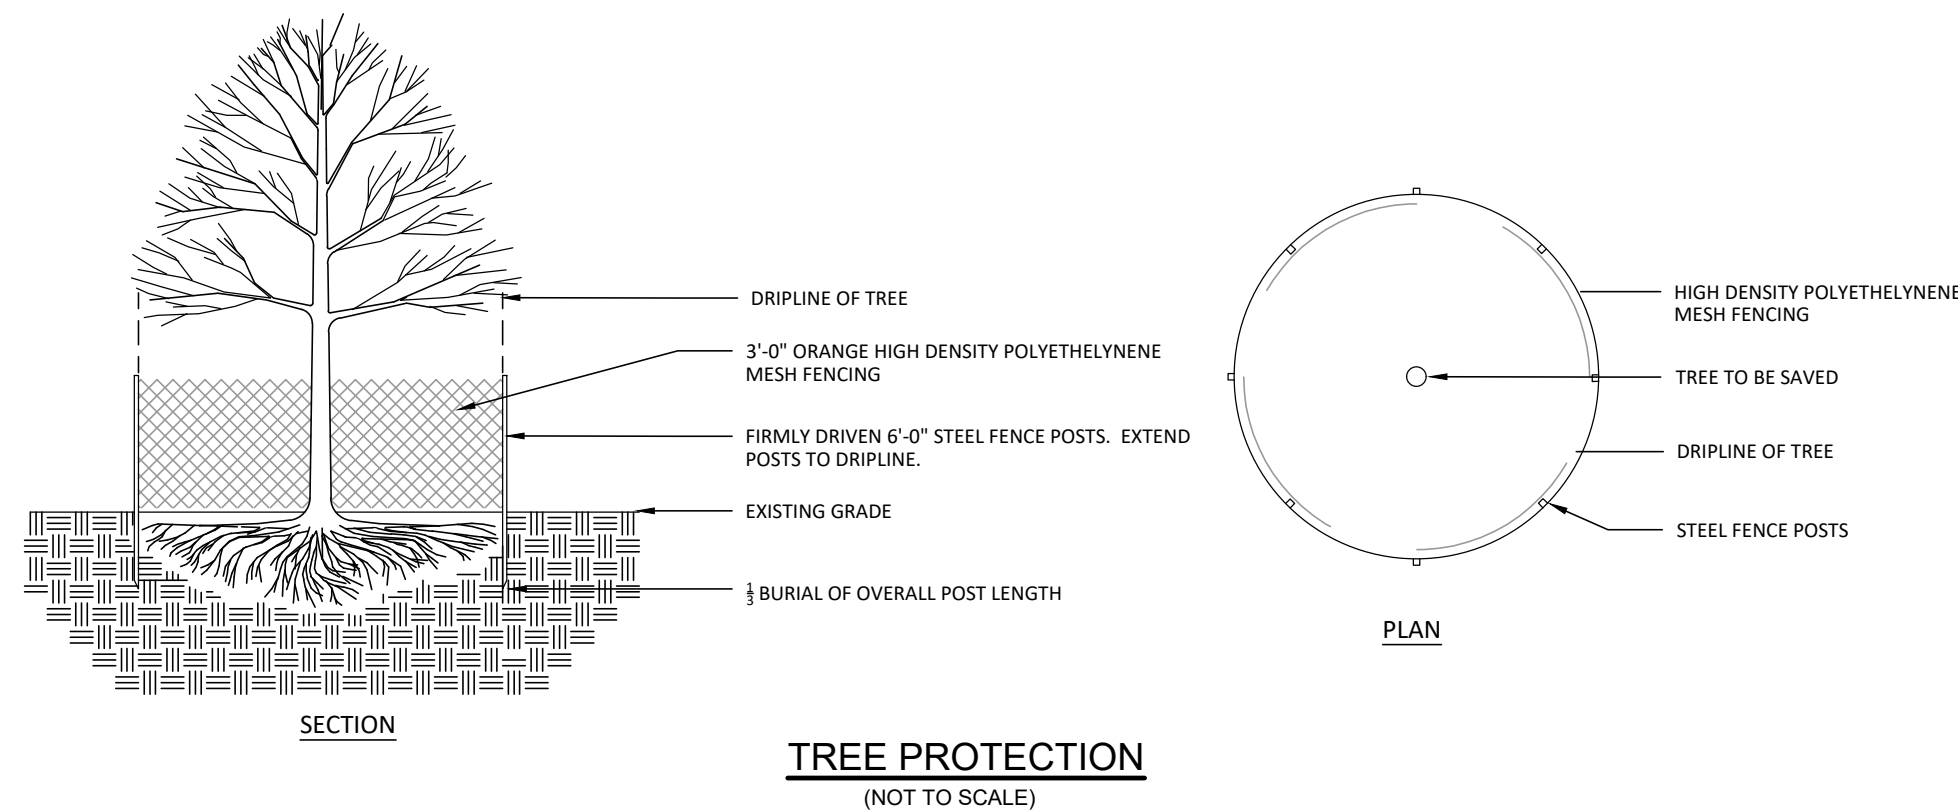 DRIPLINE OF TREE
3'-0" ORANGE HIGH DENSITY POLYETHELYNENE
MESH FENCING
FIRMLY DRIVEN 6'-0" STEEL FENCE POSTS. EXTEND
POSTS TO DRIPLINE.
EXISTING GRADE
1/3 BURIAL OF OVERALL POST LENGTH
SECTION
HIGH DENSITY POLYETHELYNENE
MESH FENCING
TREE TO BE SAVED
DRIPLINE OF TREE
STEEL FENCE POSTS
PLAN
TREE PROTECTION
(NOT TO SCALE)